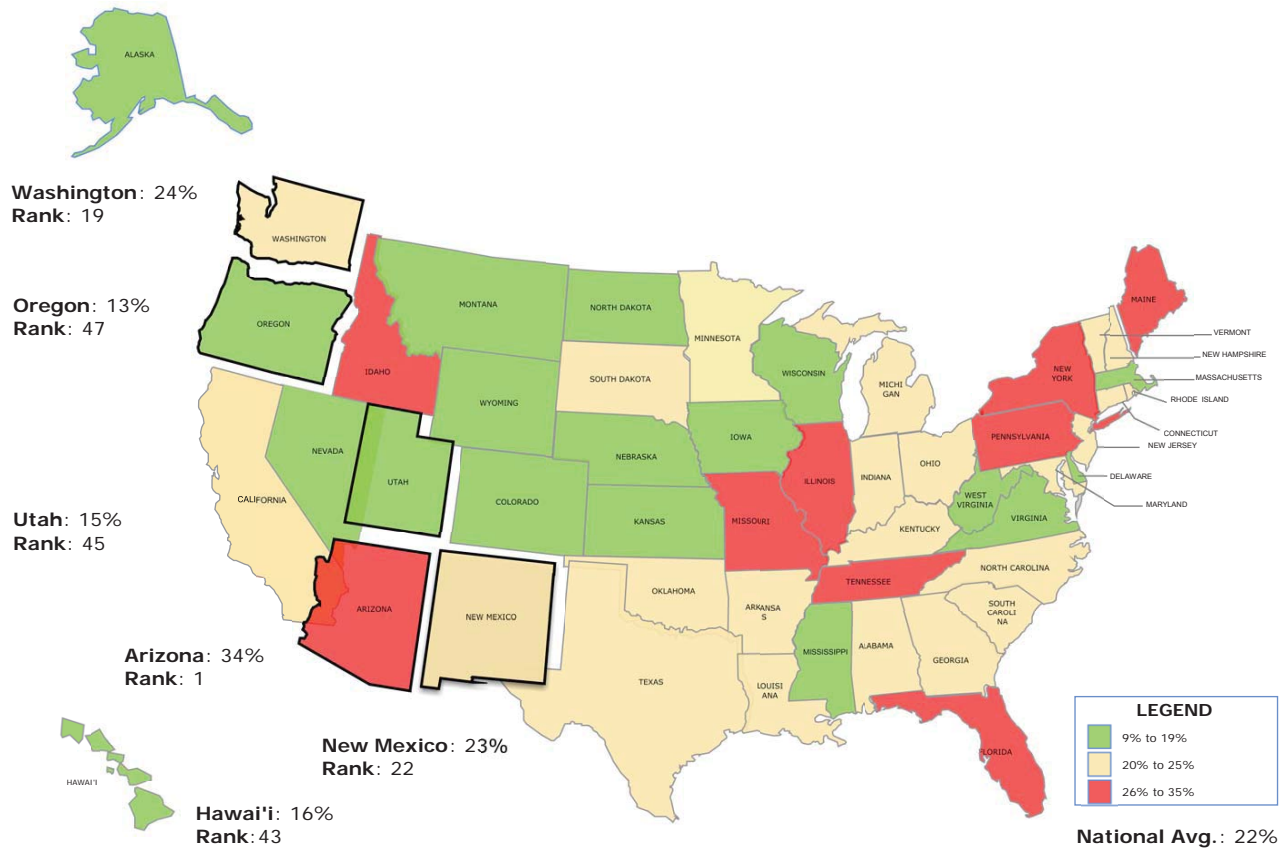 ALASKA
Washington: 24%
Rank: 19
WASHINGTON
Oregon: 13%
Rank: 47
OREGON
MONTANA
NORTH DAKOTA
MINNESOTA
MAINE
VERMONT
NEW HAMPSHIRE
IDAHO
SOUTH DAKOTA
WISCONSIN
MICHI
GAN
NEW
YORK
MASSACHUSETTS
RHODE ISLAND
WYOMING
CONNECTICUT
NEW JERSEY
PENNSYLVANIA
IOWA
NEBRASKA
NEVADA
UTAH
CALIFORNIA
COLORADO
KANSAS
ILLINOIS
INDIANA
OHIO
DELAWARE
MARYLAND
WEST
VIRGINIA
VIRGINIA
Utah: 15%
Rank: 45
MISSOURI
KENTUCKY
NORTH CAROLINA
TENNESSEE
ARIZONA
NEW MEXICO
OKLAHOMA
ARKANSA
S
SOUTH
CAROLI
NA
MISSISSIPPI
ALABAMA
GEORGIA
Arizona: 34%
Rank: 1
TEXAS
LOUISI
ANA
FLORIDA
New Mexico: 23%
Rank: 22
HAWAI'I
Hawai'i: 16%
Rank:43
LEGEND
9% to 19%
20% to 25%
26% to 35%
National Avg.: 22%